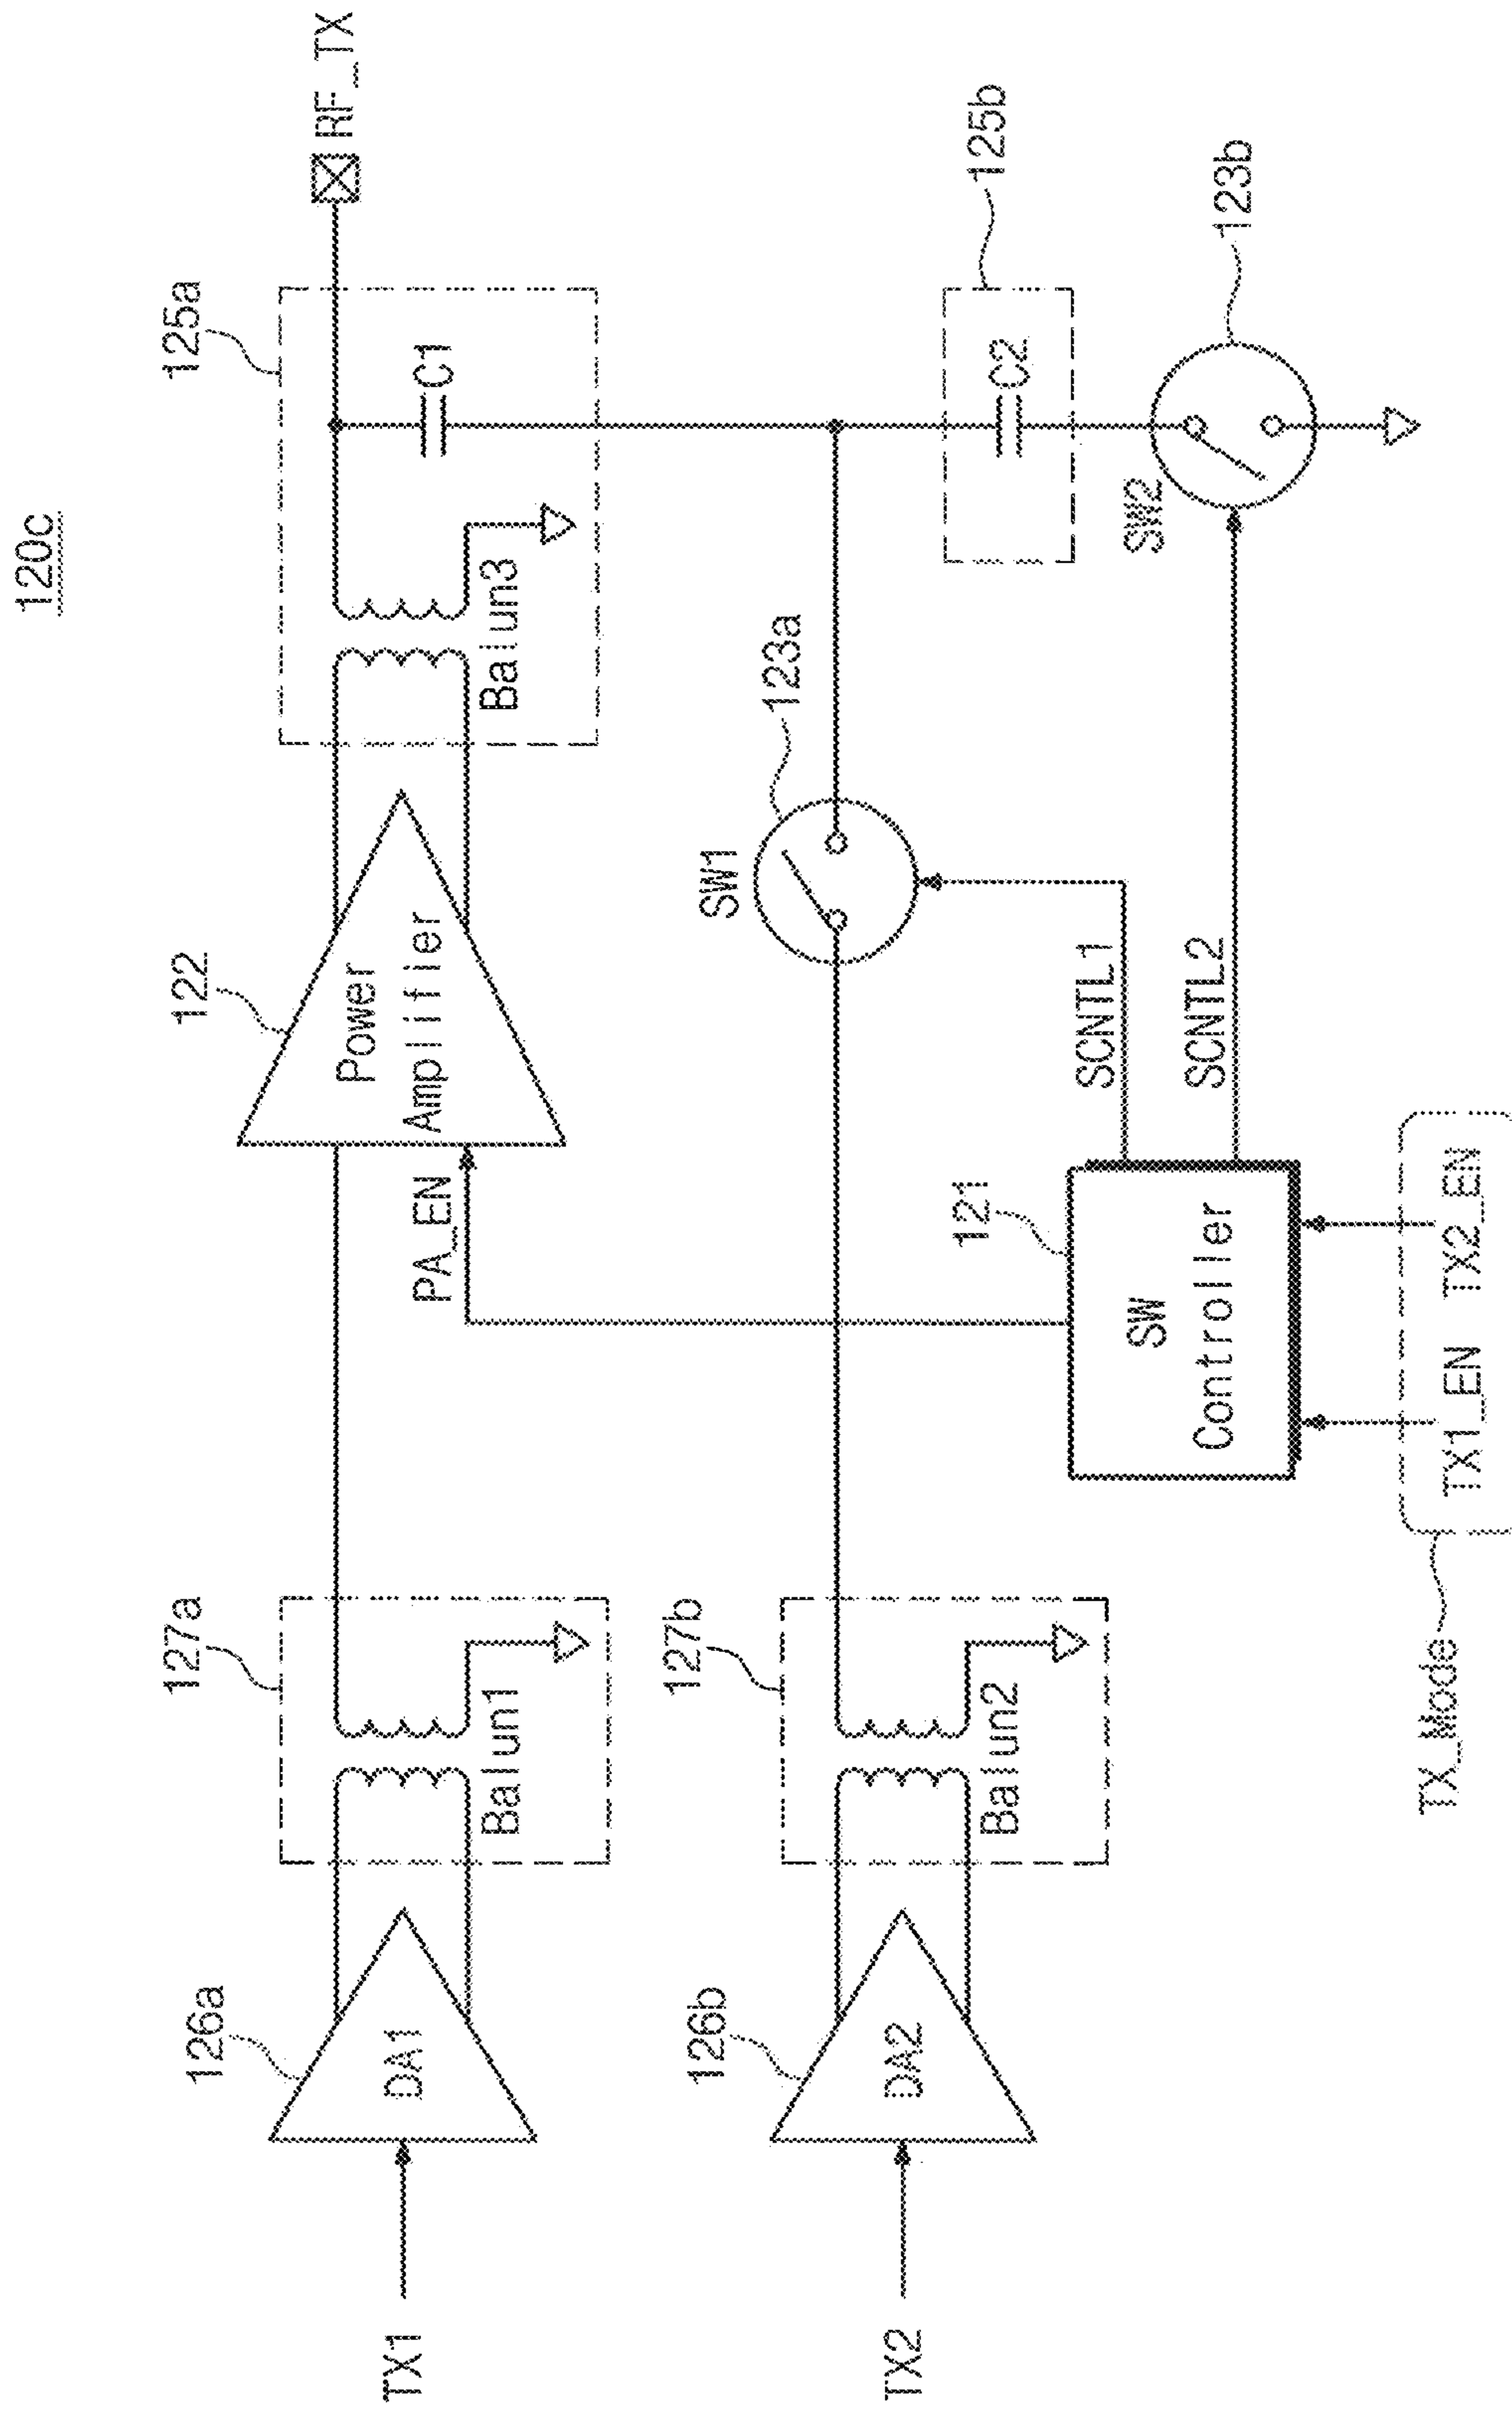 120c
125a
RF_TX
122
127a
126a
C1
Power
Amplifier
TX1
DA1
Balun1
PA_EN
Balun3
125b
127b
126b
SW1
123a
121
C2
TX2
DA2
Balun2
SCNTL1
SW2
SW
Controller
SCNTL2
123b
TX_Mode
TX1_EN TX2_EN